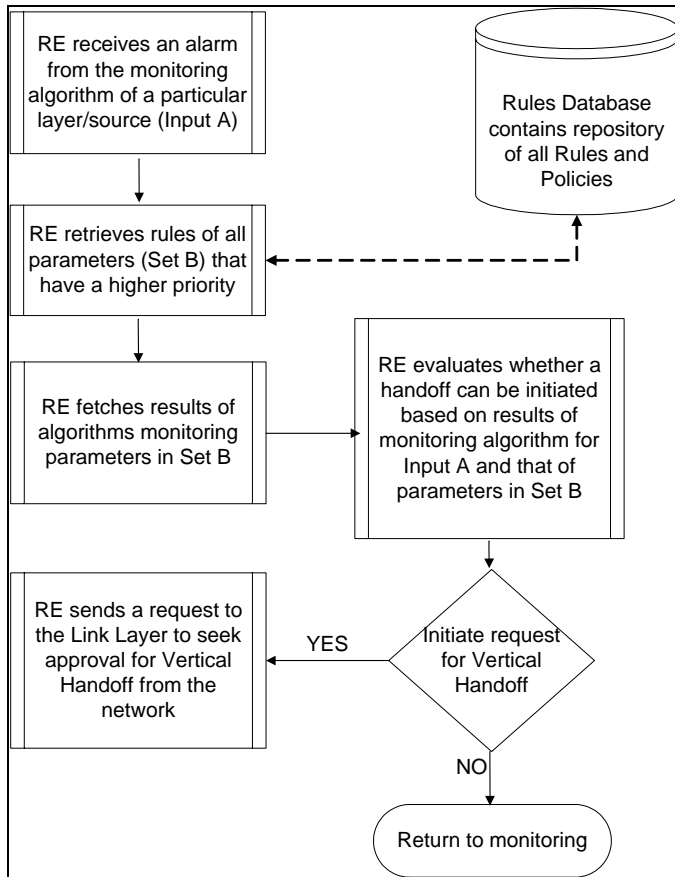 RE receives an alarm
from the monitoring
algorithm of a particular
layer/source (Input A)
Rules Database
contains repository
of all Rules and
Policies
RE retrieves rules of all
parameters (Set B) that
have a higher priority
RE fetches results of
algorithms monitoring
parameters in Set B
RE evaluates whether a
handoff can be initiated
based on results of
monitoring algorithm for
Input A and that of
parameters in Set B
RE sends a request to
the Link Layer to seek
approval for Vertical
Handoff from the
network
YES
Initiate request
for Vertical
Handoff
NO
Return to monitoring